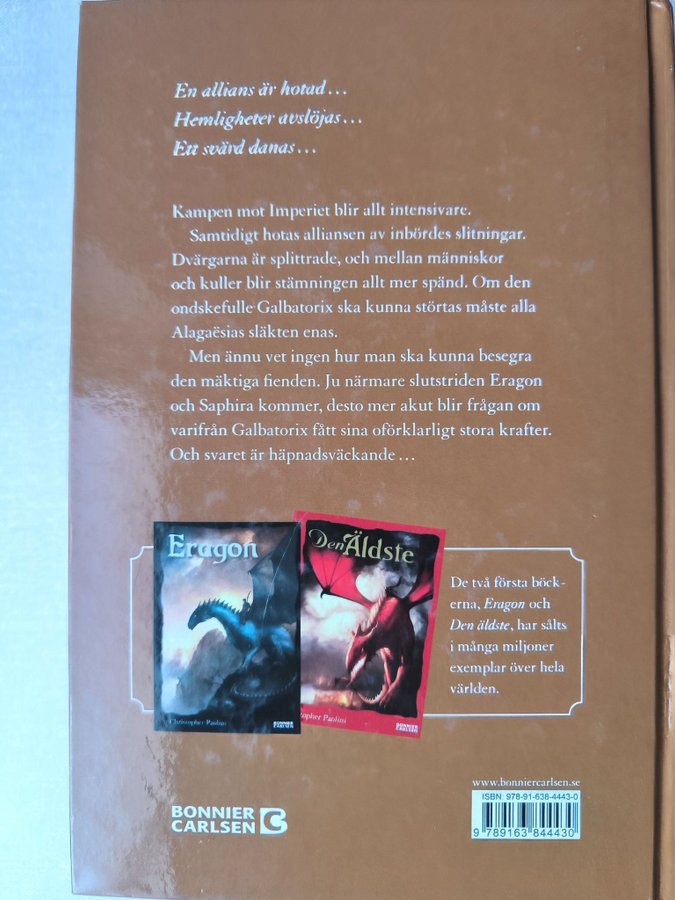 En allians är hotad…
Hemligheter avslöjas…
Ett svärd danas…
Kampen mot Imperiet blir allt intensivare.
Samtidigt hotas alliansen av inbördes slitningar.
Dvärgarna är splittrade, och mellan människor
och kuller blir stämningen allt mer spänd. Om den
ondskefulle Galbatorix ska kunna störtas måste alla
Alagaësias släkten enas.
Men ännu vet ingen hur man ska kunna besegra
den mäktiga fienden. Ju närmare slutstriden Eragon
och Saphira kommer, desto mer akut blir frågan om
varifrån Galbatorix fått sina oförklarligt stora krafter.
Och svaret är häpnadsväckande…
Eragon
Christopher Paolini
BONNIER
CARLSEN
Den Äldste
topher Paolini
BONNIER
CARLSEN
De två första böck-
erna, Eragon och
Den äldste, har sålts
i många miljoner
exemplar över hela
världen.
BONNIER
CARLSEN
www.bonniercarlsen.se
ISBN: 978-91-638-4443-0
9 789163 844430